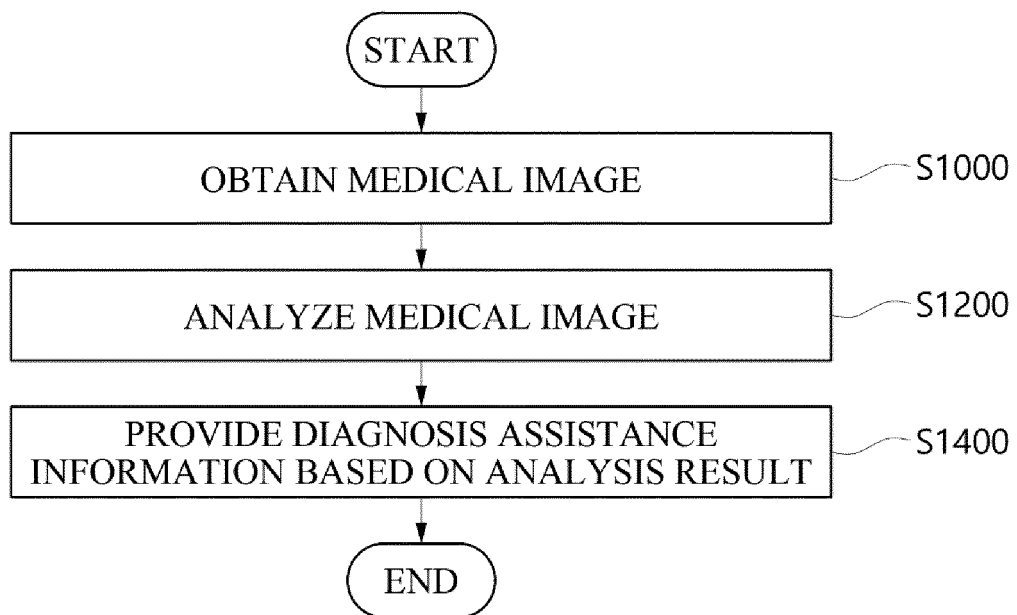 START
OBTAIN MEDICAL IMAGE
S1000
ANALYZE MEDICAL IMAGE
S1200
PROVIDE DIAGNOSIS ASSISTANCE
INFORMATION BASED ON ANALYSIS RESULT
S1400
END